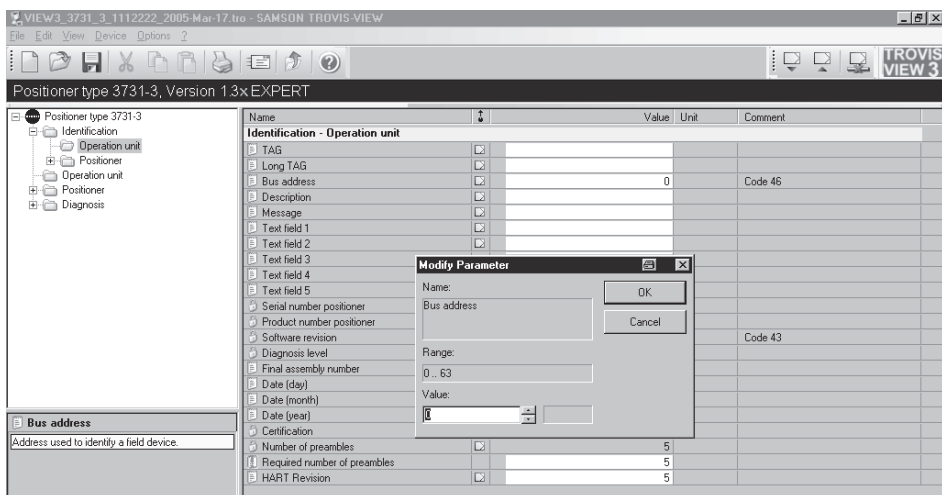 VIEW3_3731_3_1112222_2005-Mar-17.tro - SAMSON TROVIS-VIEW
File Edit View Device Options ?
TROVIS
VIEW 3
Positioner type 3731-3, Version 1.3x EXPERT
Positioner type 3731-3
Identification
Operation unit
Positioner
Operation unit
Positioner
Diagnosis
Name Value Unit Comment
Identification - Operation unit
TAG
Long TAG
Bus address 0 Code 46
Description
Message
Text field 1
Text field 2
Text field 3
Text field 4
Text field 5
Serial number positioner
Product number positioner
Software revision Code 43
Diagnosis level
Final assembly number
Date (day)
Date (month)
Date (year)
Certification
Number of preambles 5
Required number of preambles 5
HART Revision 5
Modify Parameter
Name:
Bus address
OK
Cancel
Range:
0 .. 63
Value:
0
Bus address
Address used to identify a field device.